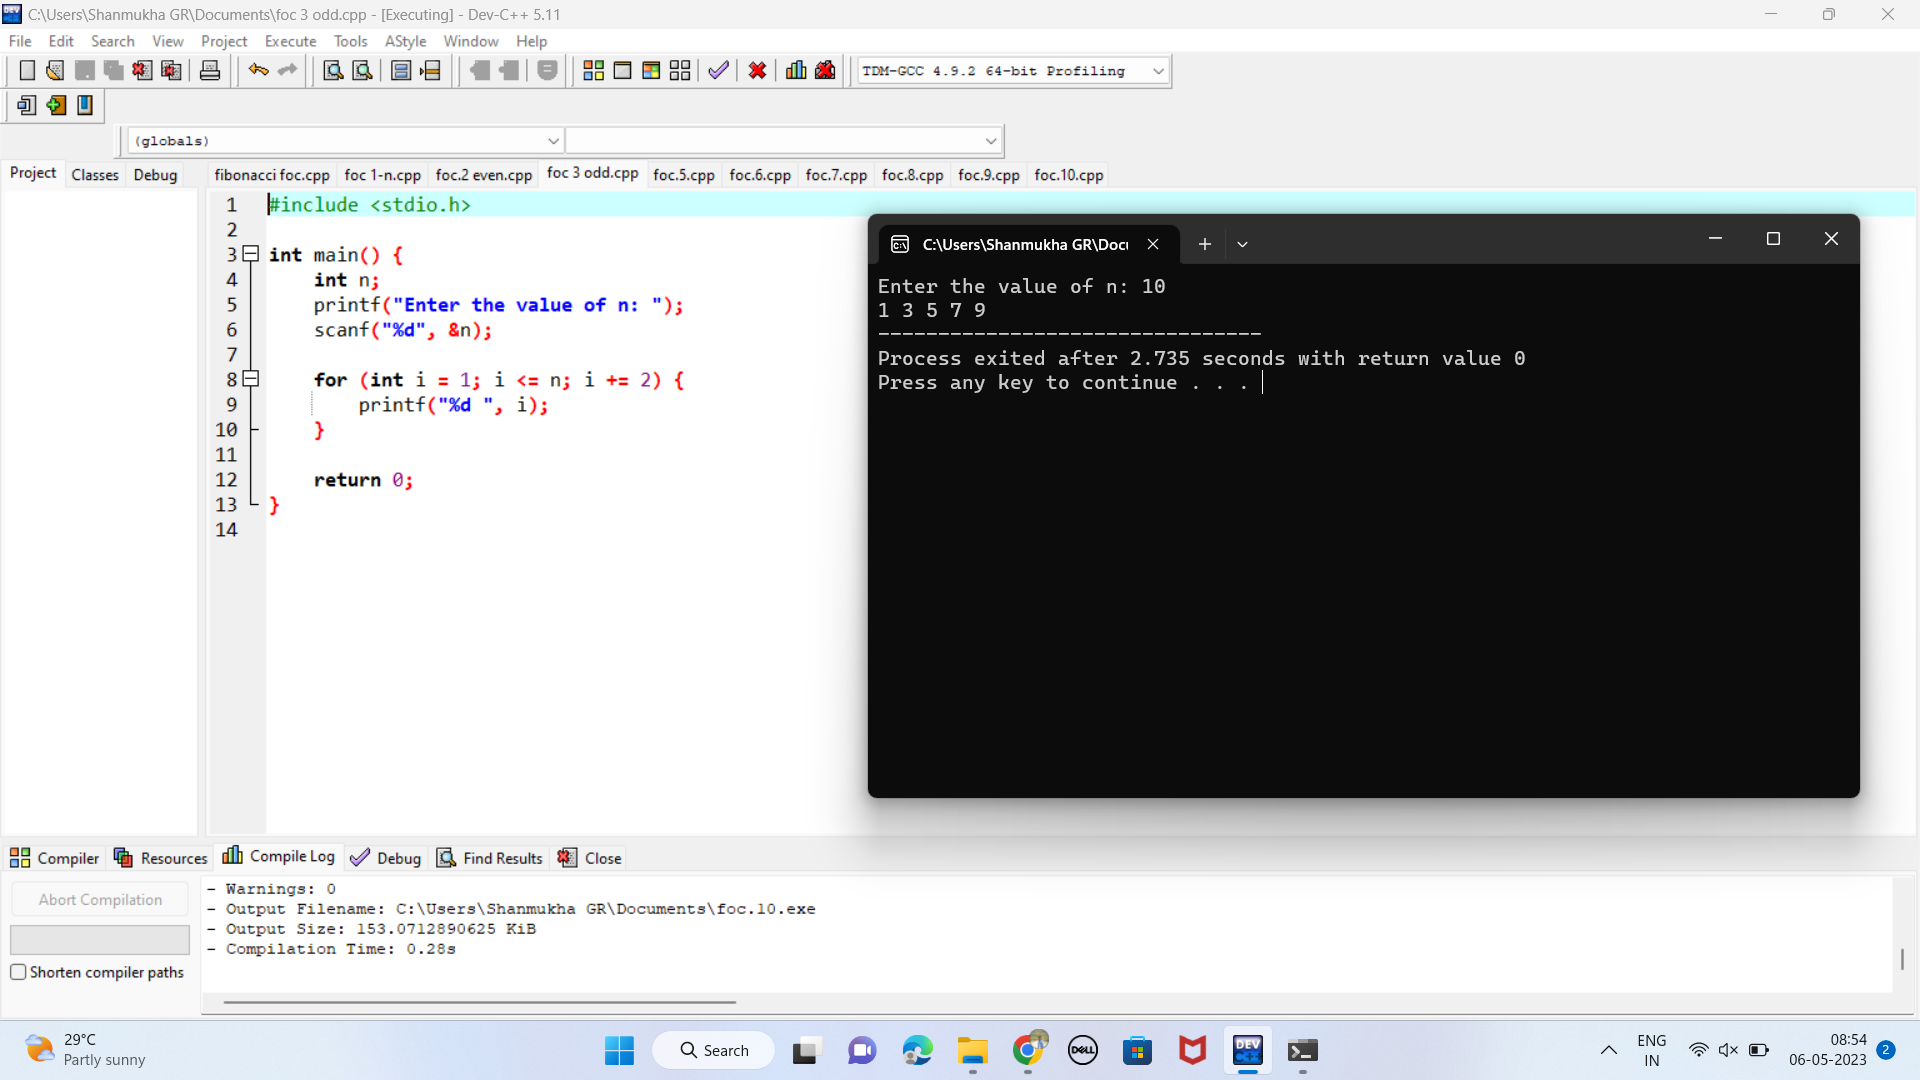 C:\Users\Shanmukha GR\Documents\foc 3 odd.cpp - [Executing] - Dev-C++ 5.11
File Edit Search View Project Execute Tools AStyle Window Help
TDM-GCC 4.9.2 64-bit Profiling
(globals)
Project Classes Debug
fibonacci foc.cpp foc 1-n.cpp foc.2 even.cpp foc 3 odd.cpp foc.5.cpp foc.6.cpp foc.7.cpp foc.8.cpp foc.9.cpp foc.10.cpp
1 #include <stdio.h>
2
3 int main() {
4 int n;
5 printf("Enter the value of n: ");
6 scanf("%d", &n);
7
8 for (int i = 1; i <= n; i += 2) {
9 printf("%d ", i);
10 }
11
12 return 0;
13 }
14
C:\Users\Shanmukha GR\Docu
Enter the value of n: 10
1 3 5 7 9
--------------------------------
Process exited after 2.735 seconds with return value 0
Press any key to continue . . .
Compiler Resources Compile Log Debug Find Results Close
Abort Compilation
Shorten compiler paths
- Warnings: 0
- Output Filename: C:\Users\Shanmukha GR\Documents\foc.10.exe
- Output Size: 153.0712890625 KiB
- Compilation Time: 0.28s
29°C
Partly sunny
Search
DELL
DEV
C++
ENG
IN
08:54
06-05-2023
2